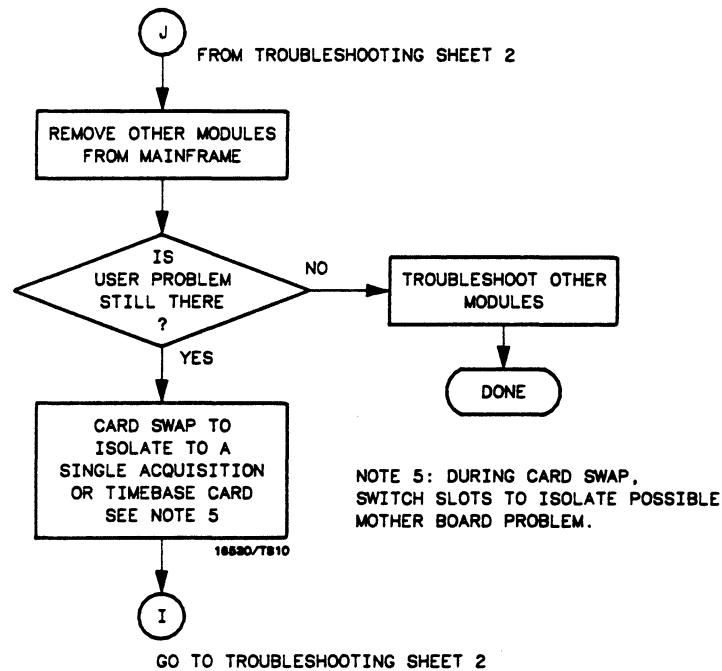 J
FROM TROUBLESHOOTING SHEET 2
REMOVE OTHER MODULES
FROM MAINFRAME
IS
USER PROBLEM
STILL THERE
?
NO
TROUBLESHOOT OTHER
MODULES
DONE
YES
CARD SWAP TO
ISOLATE TO A
SINGLE ACQUISITION
OR TIMEBASE CARD
SEE NOTE 5
16530/TS10
NOTE 5: DURING CARD SWAP,
SWITCH SLOTS TO ISOLATE POSSIBLE
MOTHER BOARD PROBLEM.
I
GO TO TROUBLESHOOTING SHEET 2